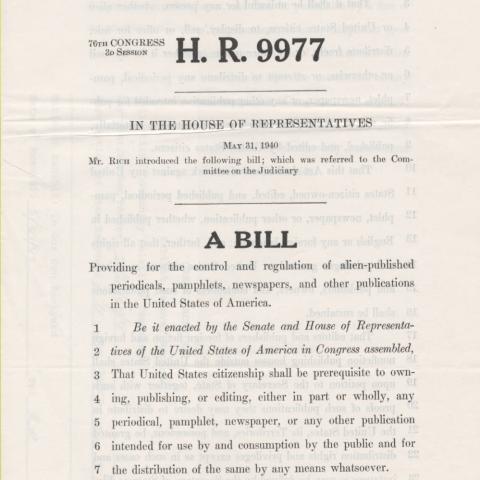 76TH CONGRESS
3D SESSION
H. R. 9977
IN THE HOUSE OF REPRESENTATIVES
MAY 31, 1940
Mr. RICH introduced the following bill; which was referred to the Com-
mittee on the Judiciary
A BILL
Providing for the control and regulation of alien-published
periodicals, pamphlets, newspapers, and other publications
in the United States of America.
1 Be it enacted by the Senate and House of Representa-
2 tives of the United States of America in Congress assembled,
3 That United States citizenship shall be prerequisite to own-
4 ing, publishing, or editing, either in part or wholly, any
5 periodical, pamphlet, newspaper, or any other publication
6 intended for use by and consumption by the public and for
7 the distribution of the same by any means whatsoever.